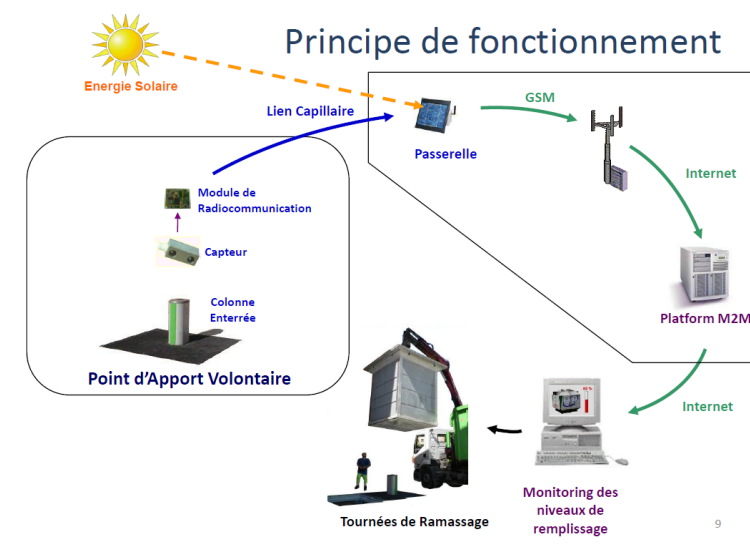 Principe de fonctionnement
Energie Solaire
Lien Capillaire
GSM
Passerelle
Internet
Module de
Radiocommunication
Capteur
Colonne
Enterrée
Point d'Apport Volontaire
Platform M2M
Internet
Monitoring des
niveaux de
remplissage
Tournées de Ramassage
9